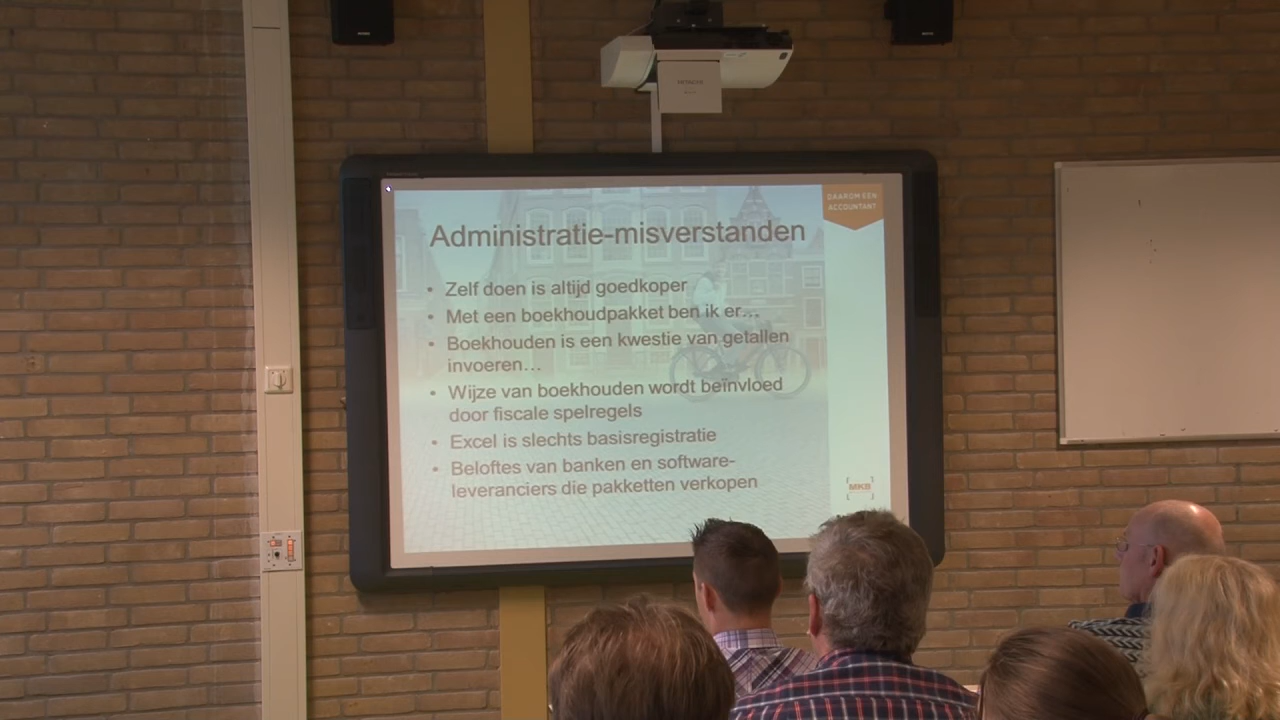 HITACHI
DAAROM EEN
ACCOUNTANT
Administratie-misverstanden
• Zelf doen is altijd goedkoper
• Met een boekhoudpakket ben ik er…
• Boekhouden is een kwestie van getallen
invoeren…
• Wijze van boekhouden wordt beïnvloed
door fiscale spelregels
• Excel is slechts basisregistratie
• Beloftes van banken en software-
leveranciers die pakketten verkopen
MKB